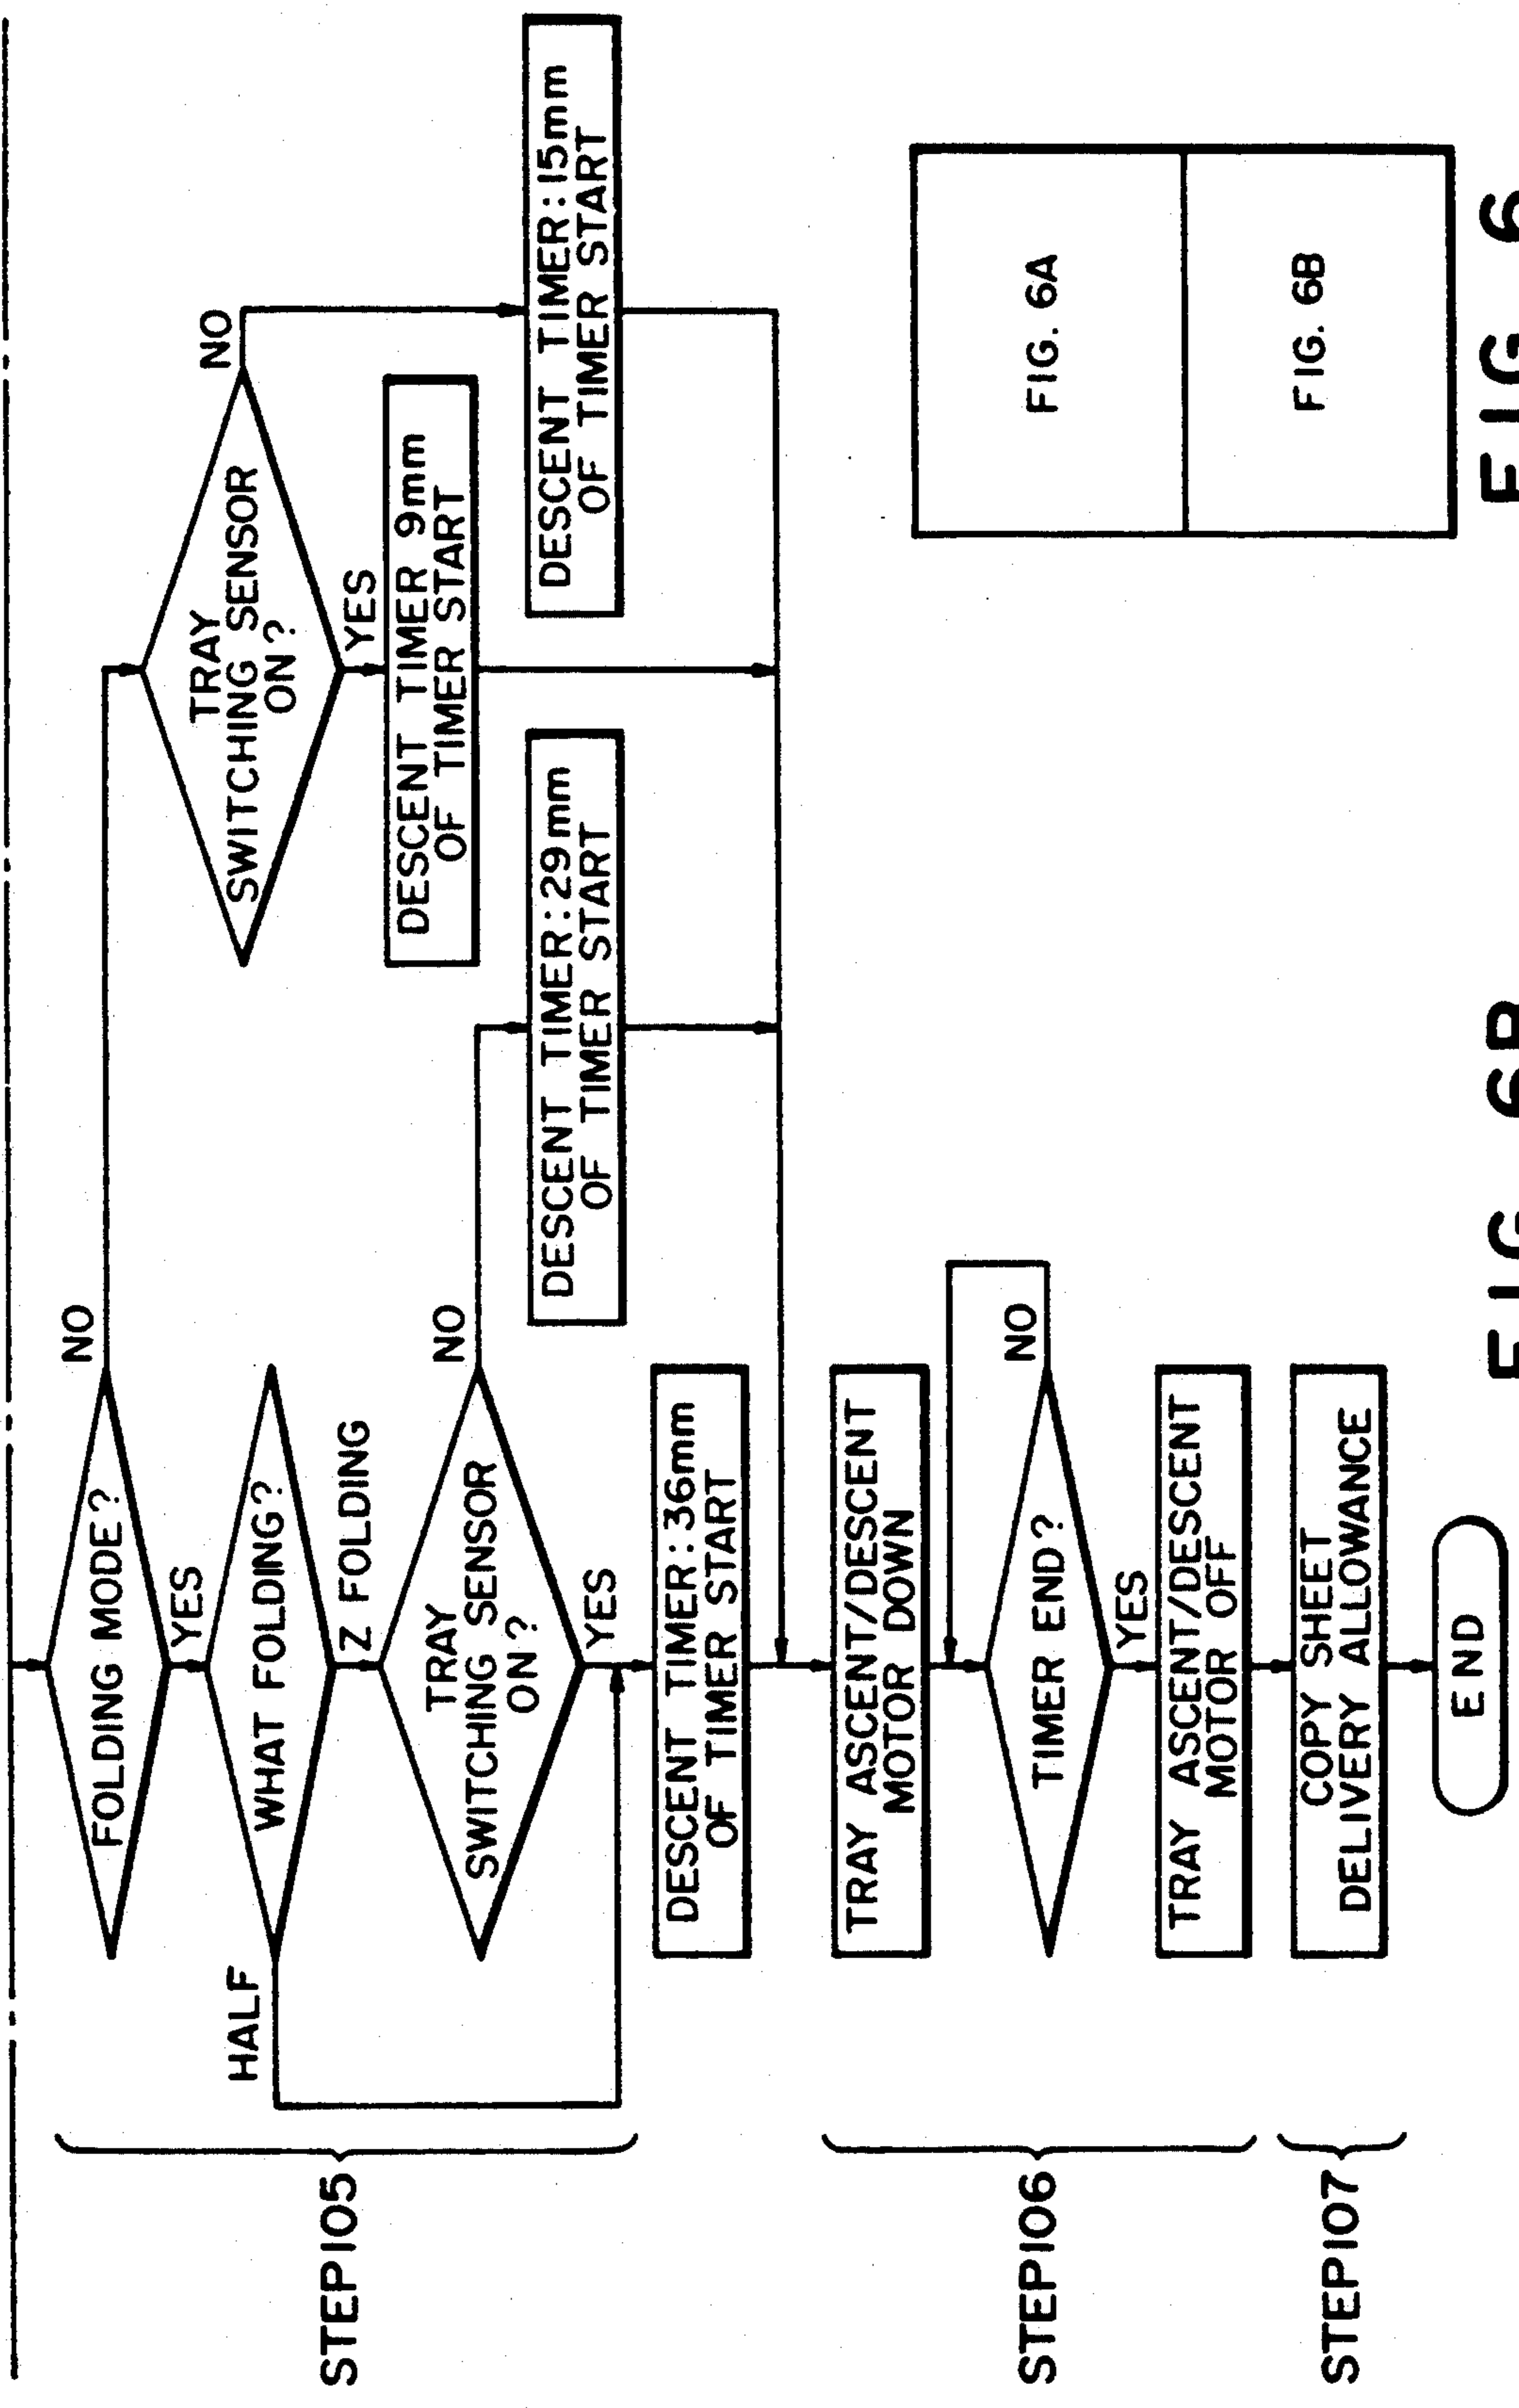 FOLDING MODE?
NO
YES
WHAT FOLDING?
HALF
Z FOLDING
TRAY
SWITCHING SENSOR
ON?
NO
YES
TRAY
SWITCHING SENSOR
ON?
NO
YES
DESCENT TIMER 9mm
OF TIMER START
DESCENT TIMER:29mm
OF TIMER START
DESCENT TIMER:15mm
OF TIMER START
DESCENT TIMER:36mm
OF TIMER START
STEP105
TRAY ASCENT/DESCENT
MOTOR DOWN
TIMER END?
NO
YES
TRAY ASCENT/DESCENT
MOTOR OFF
STEP106
COPY SHEET
DELIVERY ALLOWANCE
STEP107
END
FIG. 6A
FIG. 6B
FIG 6
FIG 6B